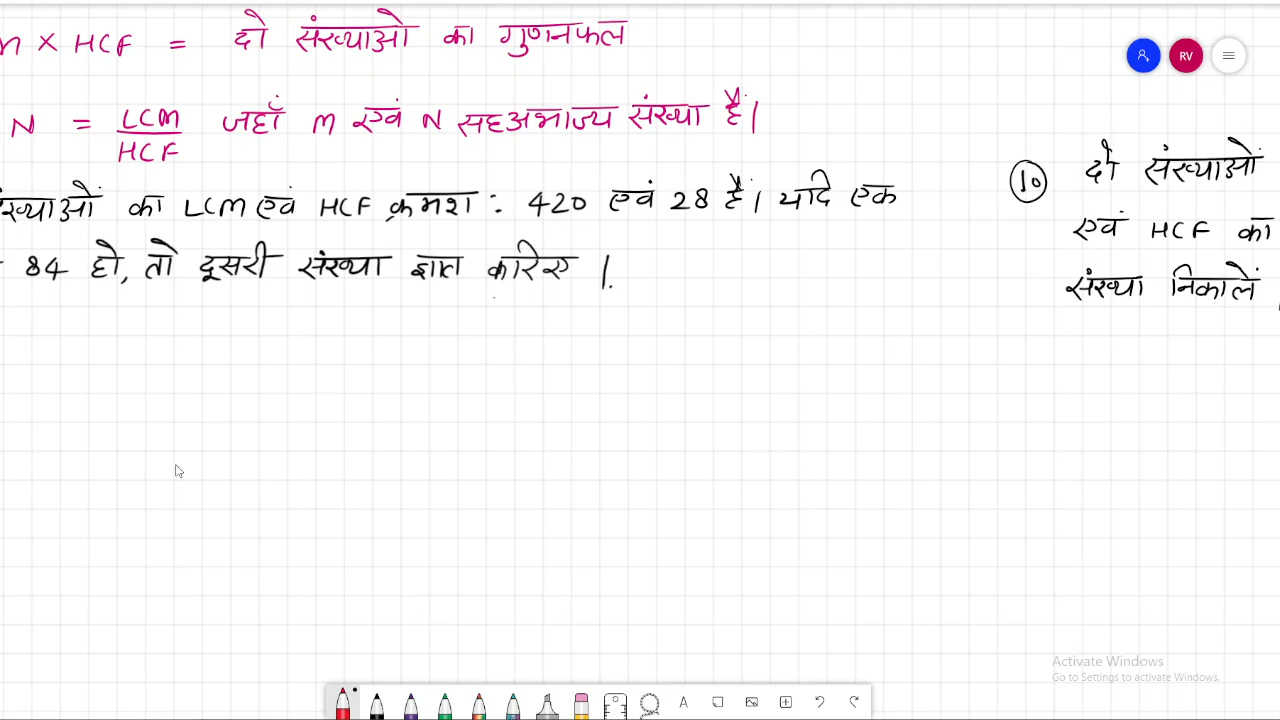 M × HCF = दो संख्याओ का गुणनफल
RV
N = LCM / HCF जहाँ m एवं N सहअभाज्य संख्या हैं।
संख्याओं का LCM एवं HCF क्रमश: 420 एवं 28 हैं। यदि एक
84 हो, तो दूसरी संख्या ज्ञात करिए।
10 दो संख्याओं
एवं HCF का
संख्या निकालें।
Activate Windows
Go to Settings to activate Windows.
A